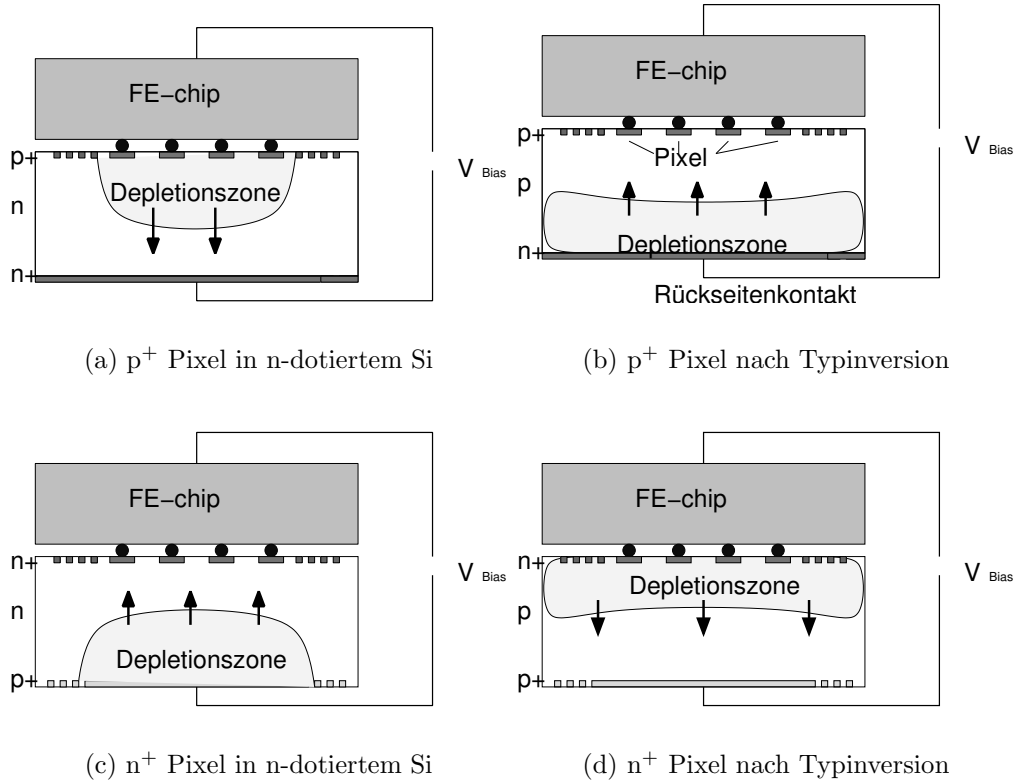 FE−chip
p+
n
n+
Depletionszone
V Bias
(a) p+ Pixel in n-dotiertem Si
FE−chip
p+
p
n+
Pixel
Depletionszone
V Bias
Rückseitenkontakt
(b) p+ Pixel nach Typinversion
FE−chip
n+
n
p+
Depletionszone
V Bias
(c) n+ Pixel in n-dotiertem Si
FE−chip
n+
p
p+
Depletionszone
V Bias
(d) n+ Pixel nach Typinversion